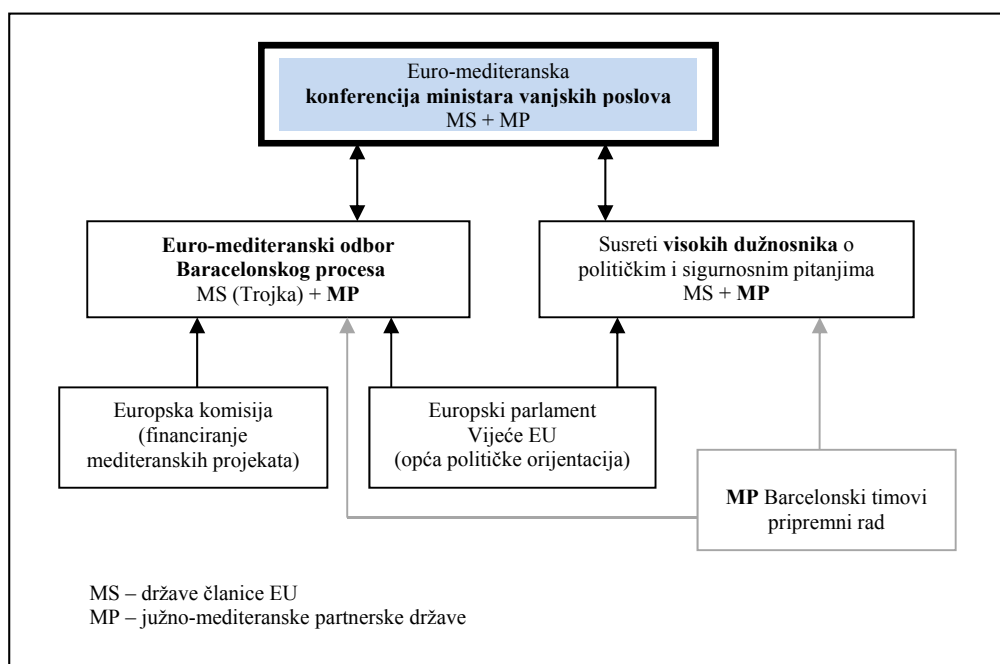 Euro-mediteranska
konferencija ministara vanjskih poslova
MS + MP
Euro-mediteranski odbor
Baracelonskog procesa
MS (Trojka) + MP
Susreti visokih dužnosnika o
političkim i sigurnosnim pitanjima
MS + MP
Europska komisija
(financiranje
mediteranskih projekata)
Europski parlament
Vijeće EU
(opća političke orijentacija)
MP Barcelonski timovi
pripremni rad
MS – države članice EU
MP – južno-mediteranske partnerske države